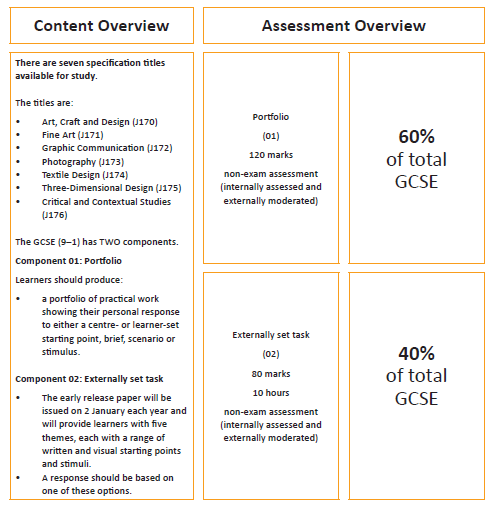 Content Overview
Assessment Overview
There are seven specification titles
available for study.
The titles are:
• Art, Craft and Design (J170)
• Fine Art (J171)
• Graphic Communication (J172)
• Photography (J173)
• Textile Design (J174)
• Three-Dimensional Design (J175)
• Critical and Contextual Studies
(J176)
The GCSE (9–1) has TWO components.
Component 01: Portfolio
Learners should produce:
• a portfolio of practical work
showing their personal response
to either a centre- or learner-set
starting point, brief, scenario or
stimulus.
Component 02: Externally set task
• The early release paper will be
issued on 2 January each year and
will provide learners with five
themes, each with a range of
written and visual starting points
and stimuli.
• A response should be based on
one of these options.
Portfolio
(01)
120 marks
non-exam assessment
(internally assessed and
externally moderated)
60%
of total
GCSE
Externally set task
(02)
80 marks
10 hours
non-exam assessment
(internally assessed and
externally moderated)
40%
of total
GCSE